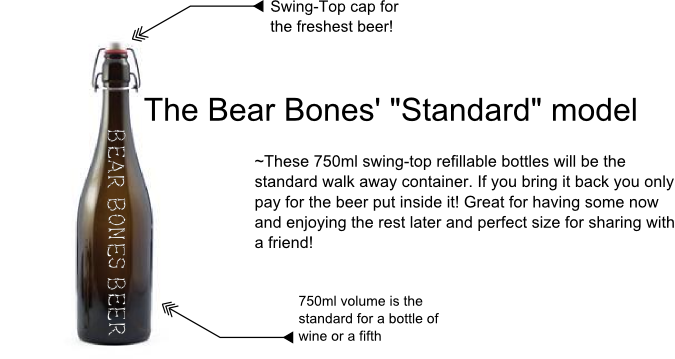 Swing-Top cap for
the freshest beer!
The Bear Bones' "Standard" model
BEAR BONES BEER
~These 750ml swing-top refillable bottles will be the
standard walk away container. If you bring it back you only
pay for the beer put inside it! Great for having some now
and enjoying the rest later and perfect size for sharing with
a friend!
750ml volume is the
standard for a bottle of
wine or a fifth